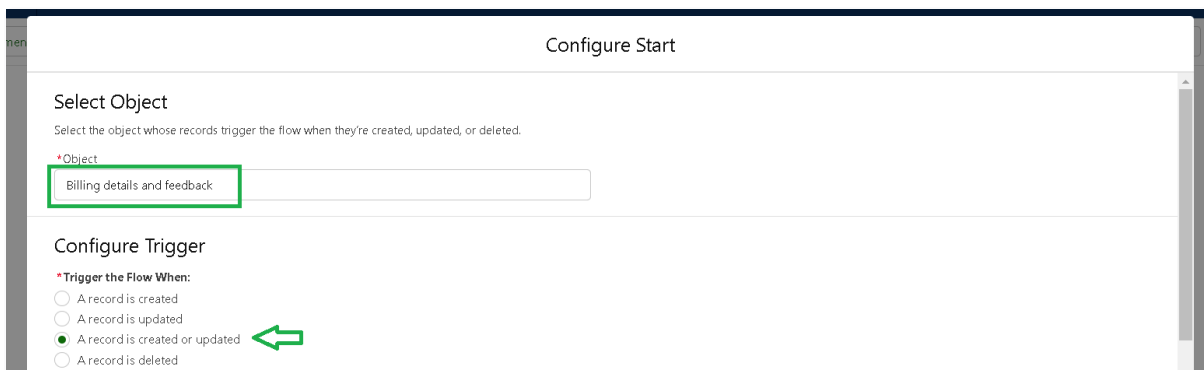 men
Configure Start
Select Object
Select the object whose records trigger the flow when they're created, updated, or deleted.
*Object
Billing details and feedback
Configure Trigger
*Trigger the Flow When:
A record is created
A record is updated
A record is created or updated
A record is deleted